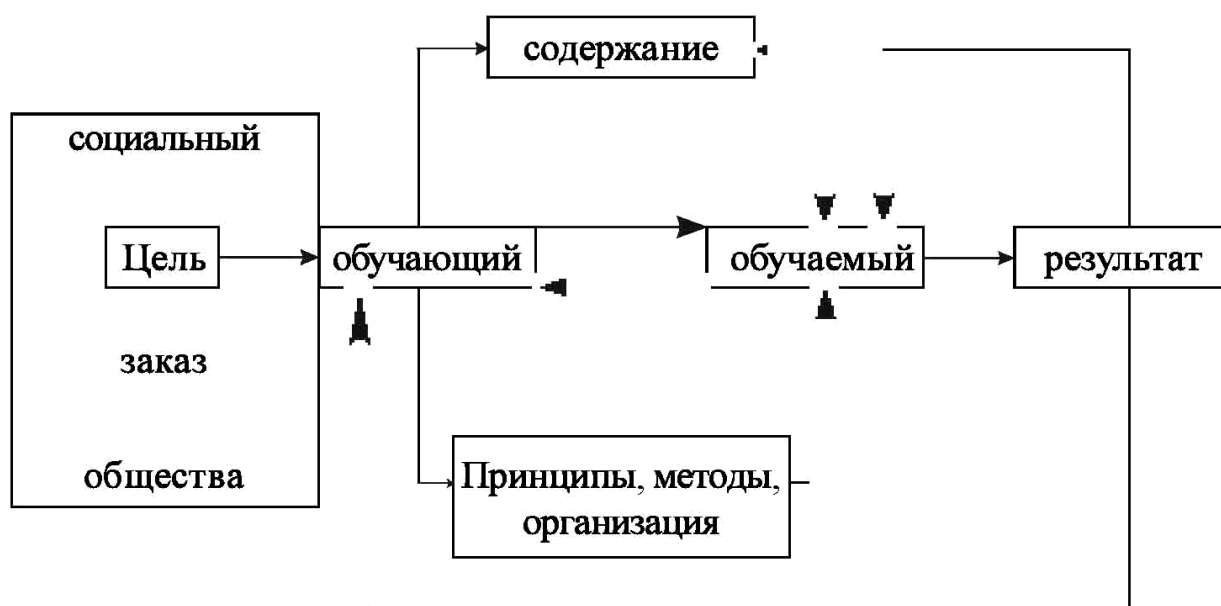 содержание
социальный
Цель
обучающий
обучаемый
результат
заказ
Принципы, методы,
организация
общества